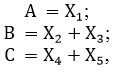 A = X₁;
B = X₂ + X₃;
C = X₄ + X₅,